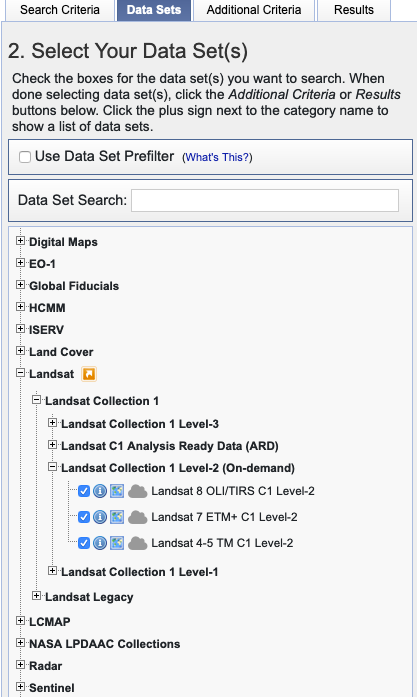 Search Criteria Data Sets Additional Criteria Results
2. Select Your Data Set(s)
Check the boxes for the data set(s) you want to search. When
done selecting data set(s), click the Additional Criteria or Results
buttons below. Click the plus sign next to the category name to
show a list of data sets.
Use Data Set Prefilter (What's This?)
Data Set Search:
Digital Maps
EO-1
Global Fiducials
HCMM
ISERV
Land Cover
Landsat
Landsat Collection 1
Landsat Collection 1 Level-3
Landsat C1 Analysis Ready Data (ARD)
Landsat Collection 1 Level-2 (On-demand)
Landsat 8 OLI/TIRS C1 Level-2
Landsat 7 ETM+ C1 Level-2
Landsat 4-5 TM C1 Level-2
Landsat Collection 1 Level-1
Landsat Legacy
LCMAP
NASA LPDAAC Collections
Radar
Sentinel